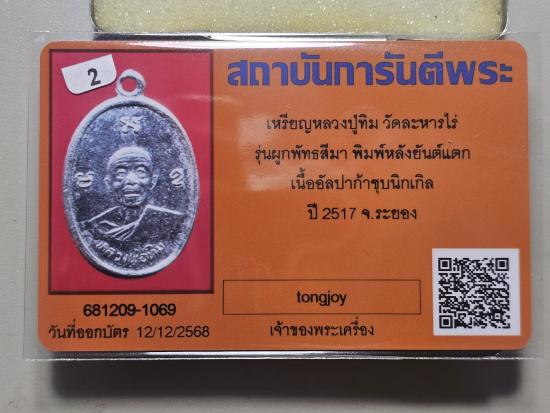 2
สถาบันการันตีพระ
เหรียญหลวงปู่ทิม วัดละหารไร่
รุ่นผูกพัทธสีมา พิมพ์หลังยันต์แตก
เนื้ออัลปาก้าชุบนิกเกิล
ปี 2517 จ.ระยอง
681209-1069
วันที่ออกบัตร 12/12/2568
tongjoy
เจ้าของพระเครื่อง